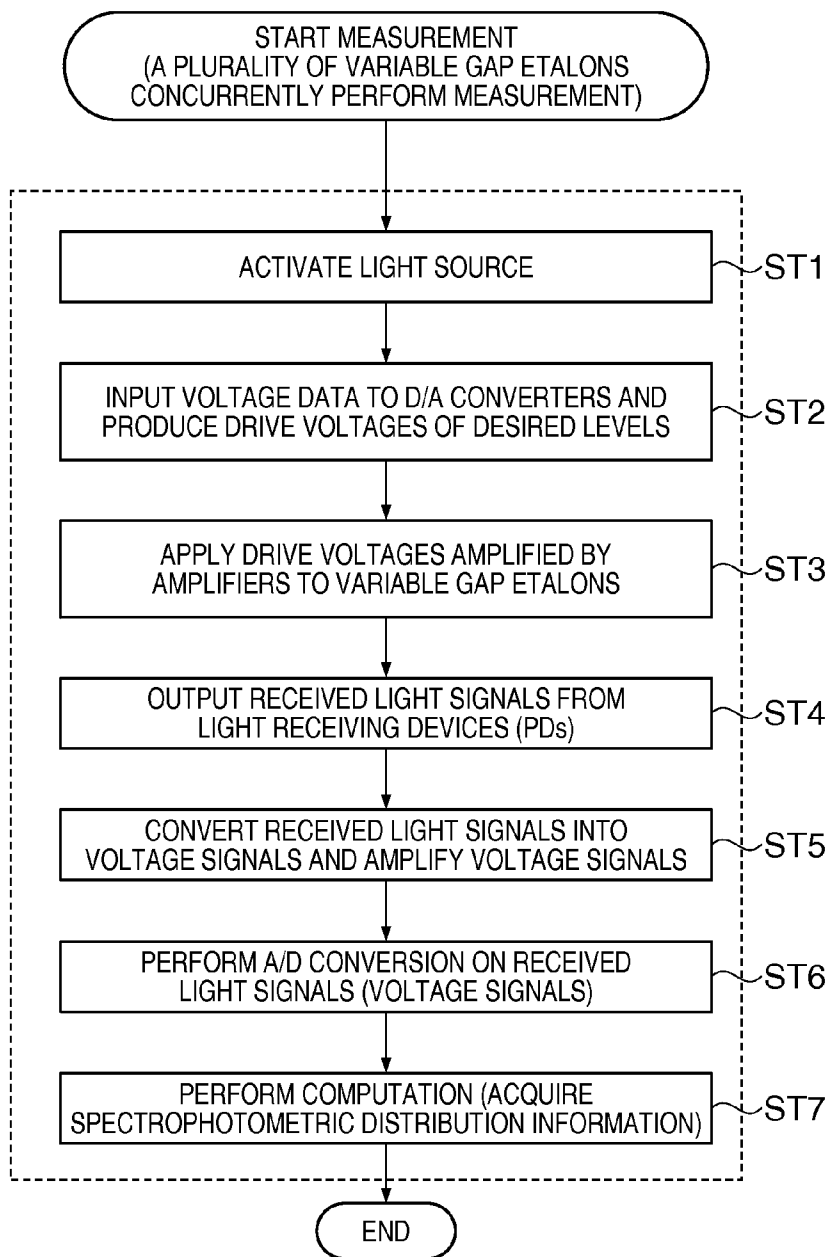 START MEASUREMENT
(A PLURALITY OF VARIABLE GAP ETALONS
CONCURRENTLY PERFORM MEASUREMENT)
ACTIVATE LIGHT SOURCE
ST1
INPUT VOLTAGE DATA TO D/A CONVERTERS AND
PRODUCE DRIVE VOLTAGES OF DESIRED LEVELS
ST2
APPLY DRIVE VOLTAGES AMPLIFIED BY
AMPLIFIERS TO VARIABLE GAP ETALONS
ST3
OUTPUT RECEIVED LIGHT SIGNALS FROM
LIGHT RECEIVING DEVICES (PDs)
ST4
CONVERT RECEIVED LIGHT SIGNALS INTO
VOLTAGE SIGNALS AND AMPLIFY VOLTAGE SIGNALS
ST5
PERFORM A/D CONVERSION ON RECEIVED
LIGHT SIGNALS (VOLTAGE SIGNALS)
ST6
PERFORM COMPUTATION (ACQUIRE
SPECTROPHOTOMETRIC DISTRIBUTION INFORMATION)
ST7
END